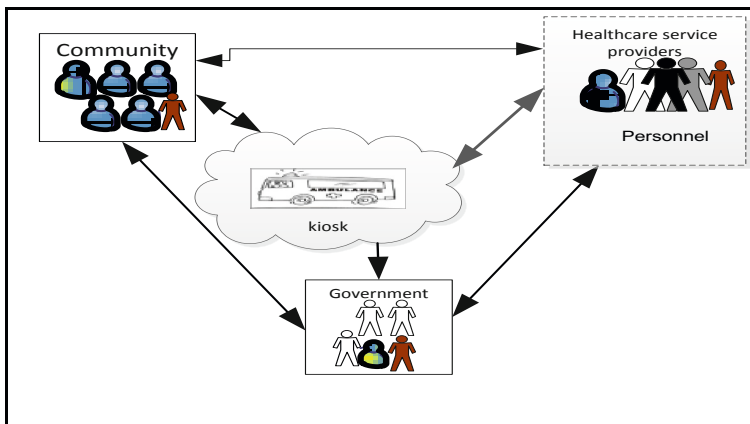 Community
Healthcare service
providers
Personnel
AMBULANCE
kiosk
Government